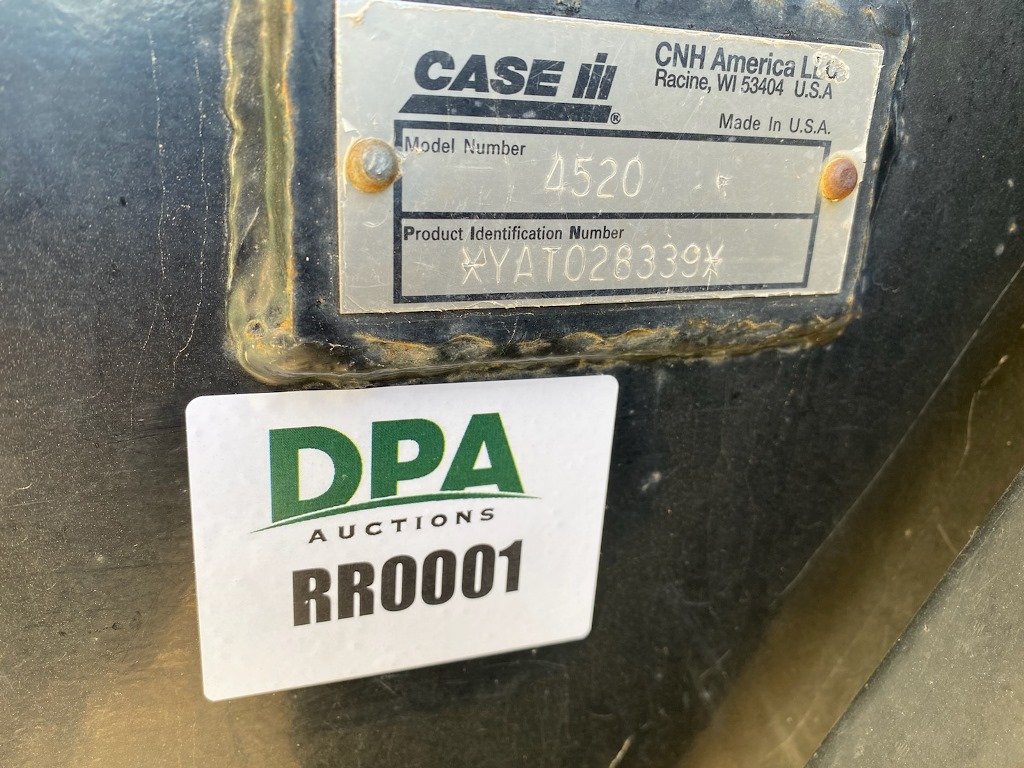 CASE IH ®
CNH America LLC
Racine, WI 53404 U.S.A
Made In U.S.A.
Model Number
4520
Product Identification Number
*YAT028339*
DPA
AUCTIONS
RR0001